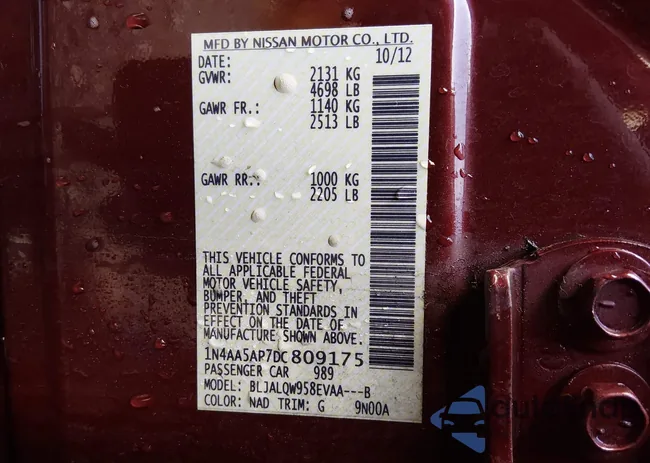 MFD BY NISSAN MOTOR CO., LTD.
DATE: 10/12
GVWR: 2131 KG
4698 LB
GAWR FR.: 1140 KG
2513 LB
GAWR RR.: 1000 KG
2205 LB
THIS VEHICLE CONFORMS TO
ALL APPLICABLE FEDERAL
MOTOR VEHICLE SAFETY,
BUMPER, AND THEFT
PREVENTION STANDARDS IN
EFFECT ON THE DATE OF
MANUFACTURE SHOWN ABOVE.
1N4AA5AP7DC809175
PASSENGER CAR 989
MODEL: BLJALQW958EVAA---B
COLOR: NAD TRIM: G 9N00A